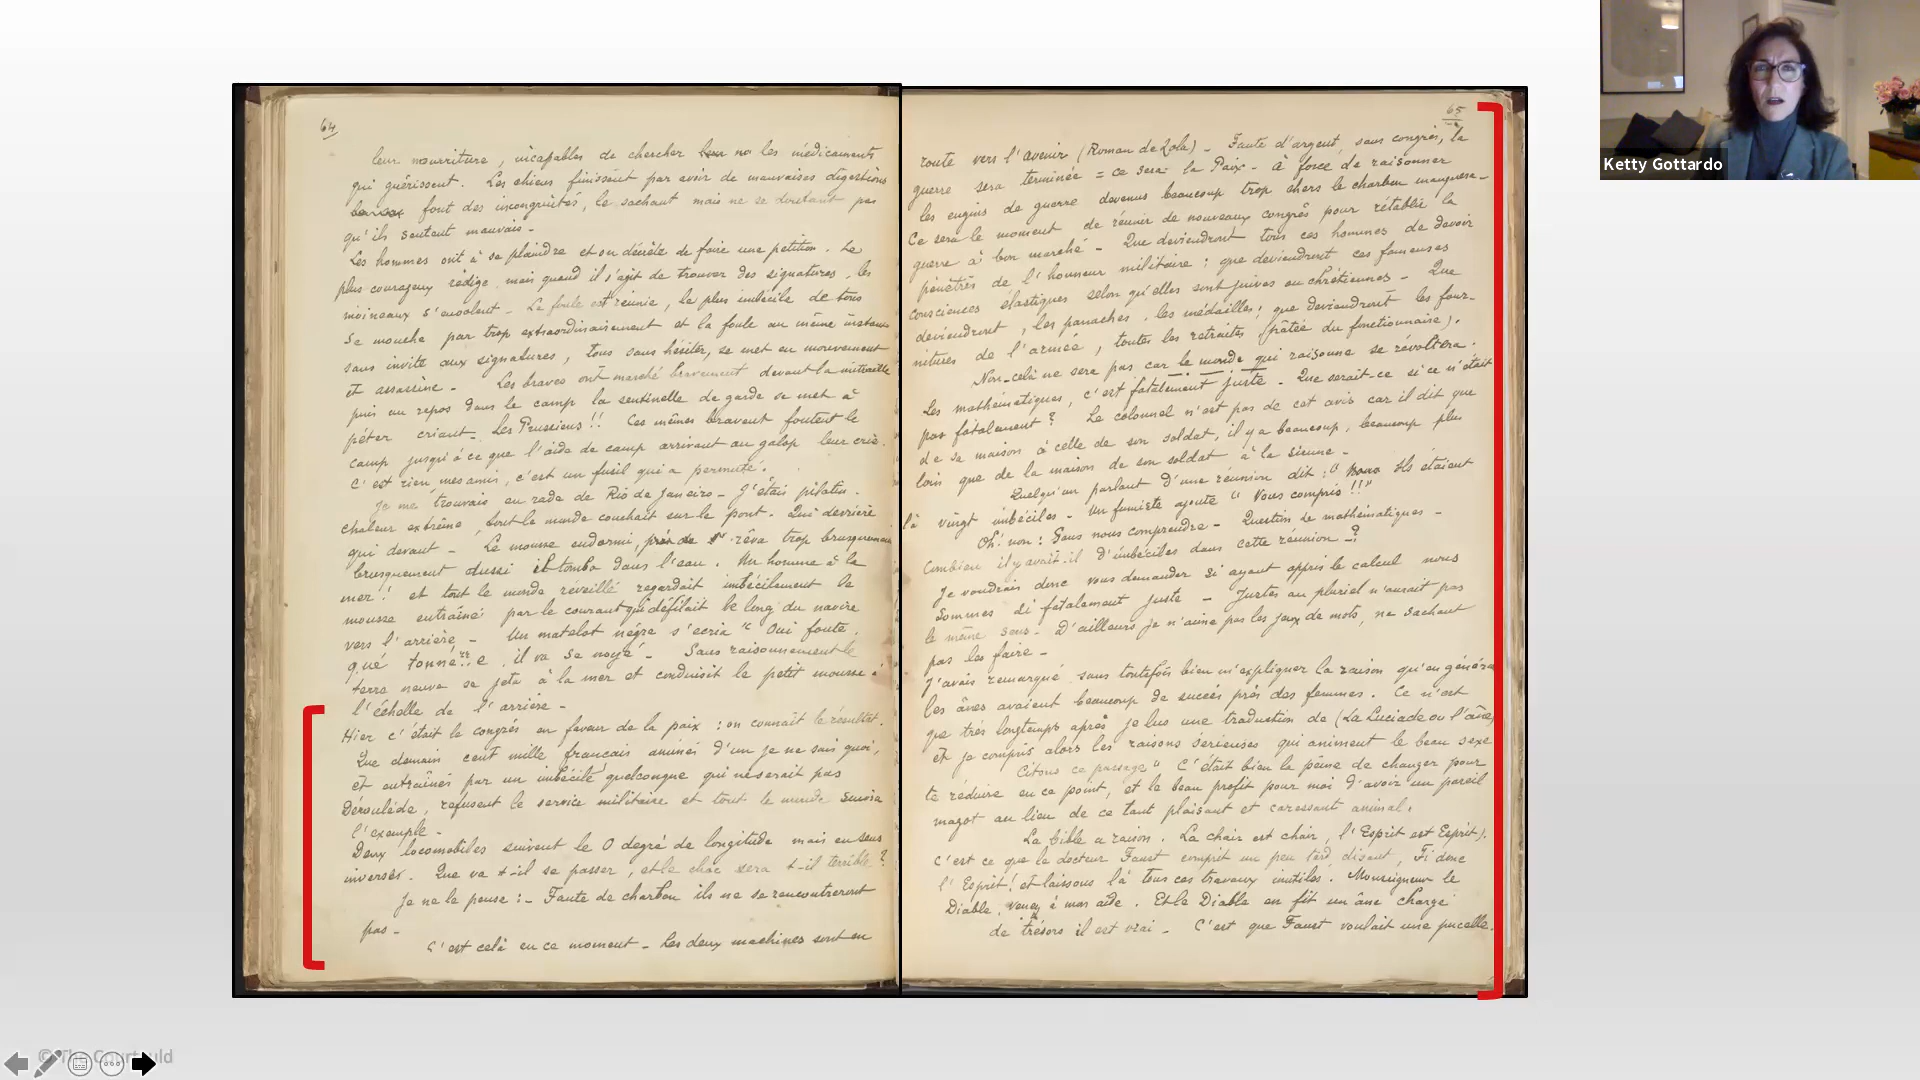 64
leur nourriture, incapables de chercher leur no les médicaments
qui guérissent. Les chiens finissent par avoir de mauvaises digestions
font des incongruités, le sachant mais ne se doutant pas
qu'ils sentent mauvais -
Les hommes ont à se plaindre et on décide de faire une petition. Le
plus courageux rédige, mais quand il s'agit de trouver des signatures, les
moineaux s'envolent - La foule est réunie, le plus imbécile de tous
se mouche par trop extraordinairement et la foule au même instant
sans invite aux signatures, tous sans hésiter, se met en mouvement
et assassine - Les braves ont marché bravement devant la mitraille
puis au repos dans le camp la sentinelle de garde se met à
péter criant - Les Prussiens!! Ces mêmes bravent foutent le
camp jusqu'à ce que l'aide de camp arrivant au galop leur crie.
C'est rien mes amis, c'est un fusil qui a permuté.
Je me trouvais en rade de Rio de Janeiro - J'étais pilotin.
chaleur extrême, tout le monde couchait sur le pont. Qui derrière
qui devant - Le mousse endormi, rêva trop brusquement
brusquement aussi il tomba dans l'eau. Un homme à la
mer! et tout le monde réveillé regardait imbécilement le
mousse entraîné par le courant qui défilait le long du navire
vers l'arrière - Un matelot nègre s'écria " Oui foute,
qué tonné e, il va se noyé - Sans raisonnement le
terre neuve se jeta à la mer et conduisit le petit mousse à
l'échelle de l'arrière -
Hier c'était le congrès en faveur de la paix : on connait le résultat.
Que demain cent mille francais animés d'un je ne sais quoi,
et entraînés par un imbécile quelconque qui ne serait pas
Déroulède, refusent le service militaire et tout le monde suivra
l'exemple -
Deux locomobiles suivent le 0 degré de longitude mais en sens
inverses. Que va t-il se passer, et le choc sera t-il terrible ?
Je ne le pense : - Faute de charbon ils ne se rencontreront
pas -
C'est celà en ce moment - Les deux machines sont en
65
route vers l'avenir (Roman de Zola) - Faute d'argent, sans congrès, la
guerre sera terminée = ce sera la Paix - à force de raisonner
les engins de guerre devenus beaucoup trop chers le charbon manquera -
Ce sera le moment de réunir de nouveaux congrès pour rétablir la
guerre à bon marché - Que deviendront tous ces hommes de devoir
pénétrés de l'honneur militaire : que deviendront ces fameuses
consciences élastiques selon qu'elles sont juives ou chrétiennes - Que
deviendront, les panaches, les médailles ; que deviendront les four-
nitures de l'armée, toutes les retraites (pâtée du fonctionnaire).
Non - celà ne sera pas car le monde qui raisonne se révoltera.
Les mathématiques, c'est fatalement juste - Que serait-ce si ce n'était
pas fatalement ? Le colonnel n'est pas de cet avis car il dit que
de sa maison à celle de son soldat, il y a beaucoup, beaucoup plus
loin que de la maison de son soldat à la sienne -
Quelqu'un parlant d'une réunion dit : " Ils étaient
là vingt imbéciles - Un fumiste ajoute " Vous compris !!"
Oh! non : Sans nous comprendre - Question de mathématiques -
Combien il y avait-il d'imbéciles dans cette réunion - ?
Je voudrais donc vous demander si ayant appris le calcul nous
sommes si fatalement juste - Justes au pluriel n'aurait pas
le même sens - D'ailleurs je n'aime pas les jeux de mots, ne sachant
pas les faire -
J'avais remarqué sans toutefois bien m'expliquer la raison qu'en général
les ânes avaient beaucoup de succés près des femmes. Ce n'est
que très longtemps après je lus une traduction de (La Luciade ou l'âne)
et je compris alors les raisons sérieuses qui animent le beau sexe
Citons ce passage " C'était bien la peine de changer pour
te réduire en ce point, et le beau profit pour moi d'avoir un pareil
magot au lieu de ce tant plaisant et caressant animal.
La Bible a raison. La chair est chair, l'Esprit est Esprit).
c'est ce que le docteur Faust comprit un peu tard, disant, Fi donc
l'Esprit! et laissons là tous ces travaux inutiles. Monseigneur le
Diable, venez à mon aide. Et le Diable en fit un âne chargé
de trésors il est vrai - C'est que Faust voulait une pucelle.
Ketty Gottardo
© The Courtauld